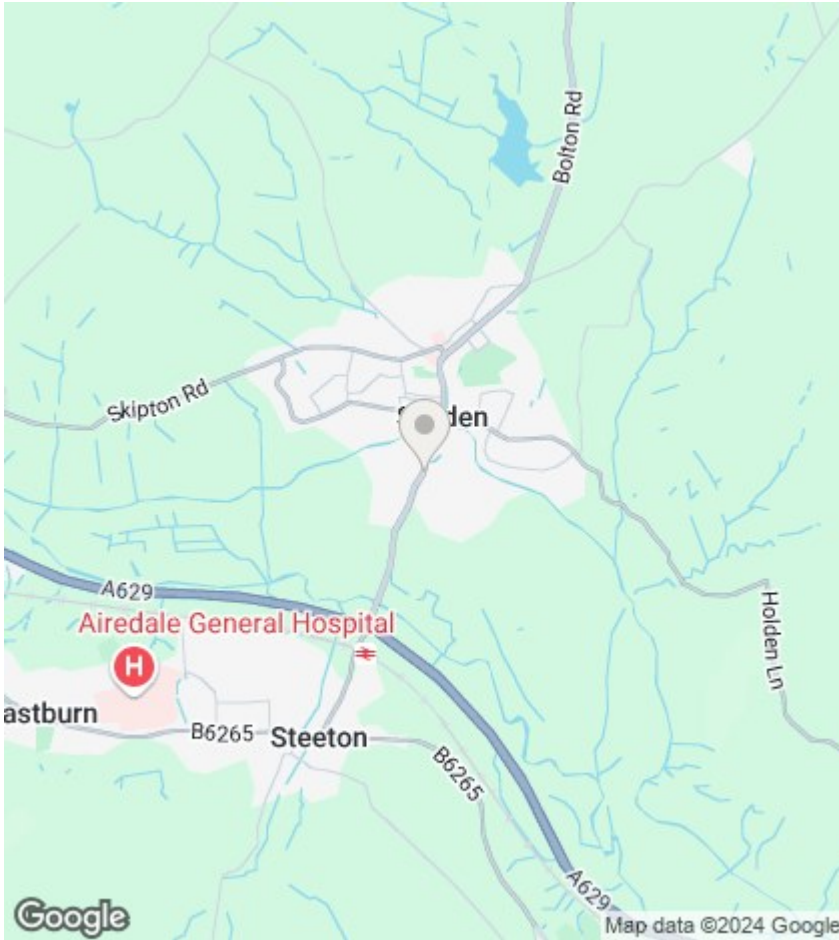 Bolton Rd
Skipton Rd
den
A629
Airedale General Hospital
H
Holden Ln
astburn
B6265
Steeton
B6265
A629
Google
Map data ©2024 Google